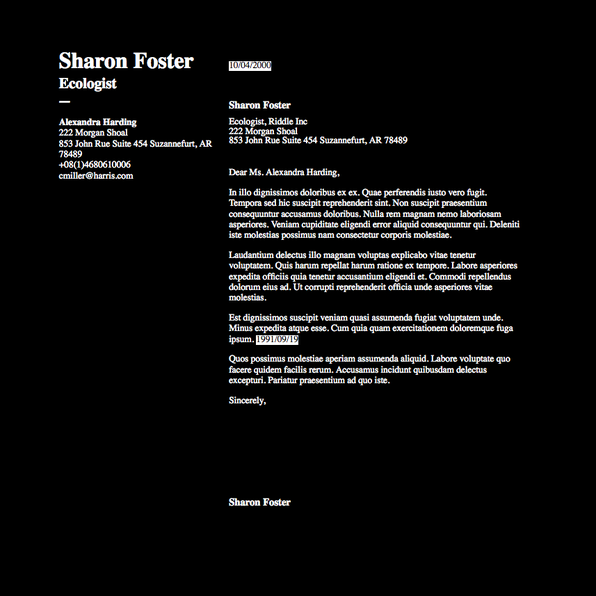 Sharon Foster
Ecologist
Alexandra Harding
222 Morgan Shoal
853 John Rue Suite 454 Suzannefurt, AR
78489
+08(1)4680610006
cmiller@harris.com
10/04/2000
Sharon Foster
Ecologist, Riddle Inc
222 Morgan Shoal
853 John Rue Suite 454 Suzannefurt, AR 78489
Dear Ms. Alexandra Harding,
In illo dignissimos doloribus ex ex. Quae perferendis iusto vero fugit.
Tempora sed hic suscipit reprehenderit sint. Non suscipit praesentium
consequuntur accusamus doloribus. Nulla rem magnam nemo laboriosam
asperiores. Veniam cupiditate eligendi error aliquid consequuntur qui. Deleniti
iste molestias possimus nam consectetur corporis molestiae.
Laudantium delectus illo magnam voluptas explicabo vitae tenetur
voluptatem. Quis harum repellat harum ratione ex tempore. Labore asperiores
expedita officiis quia tenetur accusantium eligendi et. Commodi repellendus
dolorum eius ad. Ut corrupti reprehenderit officia unde asperiores vitae
molestias.
Est dignissimos suscipit veniam quasi assumenda fugiat voluptatem unde.
Minus expedita atque esse. Cum quia quam exercitationem doloremque fuga
ipsum. 1991/09/19
Quos possimus molestiae aperiam assumenda aliquid. Labore voluptate quo
facere quidem facilis rerum. Accusamus incidunt quibusdam delectus
excepturi. Pariatur praesentium ad quo iste.
Sincerely,
Sharon Foster